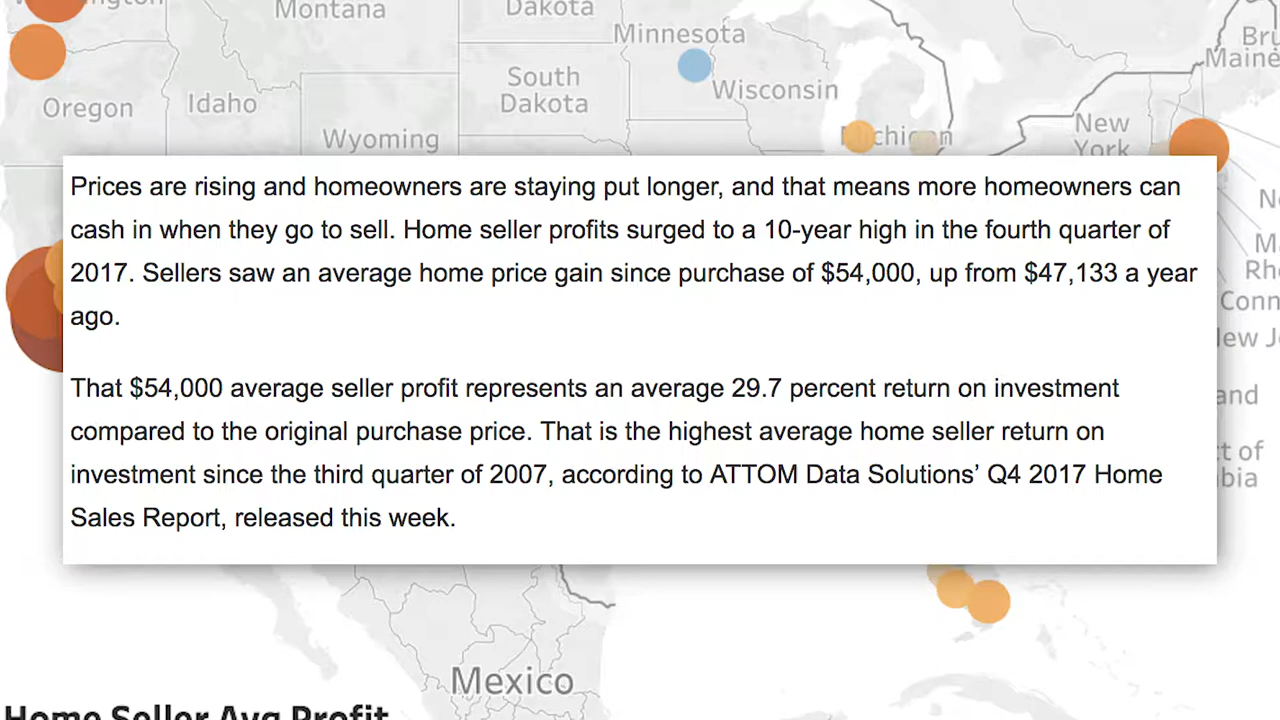 Montana
Dakota
Minnesota
Oregon
Idaho
South
Dakota
Wisconsin
Maine
Wyoming
New
York
Prices are rising and homeowners are staying put longer, and that means more homeowners can
cash in when they go to sell. Home seller profits surged to a 10-year high in the fourth quarter of
2017. Sellers saw an average home price gain since purchase of $54,000, up from $47,133 a year
ago.
That $54,000 average seller profit represents an average 29.7 percent return on investment
compared to the original purchase price. That is the highest average home seller return on
investment since the third quarter of 2007, according to ATTOM Data Solutions’ Q4 2017 Home
Sales Report, released this week.
Mexico
Home Seller Avg Profit